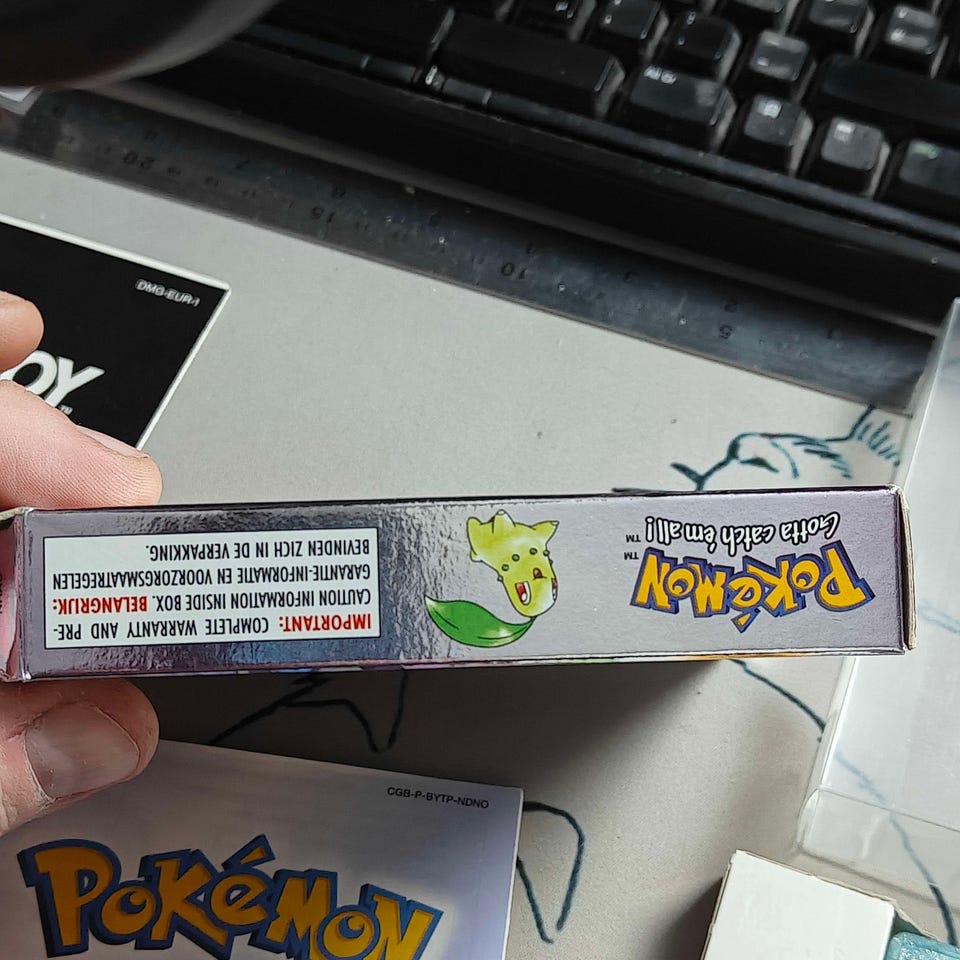 DMG-EUR-1
OY
TM
POKéMON
TM
Gotta catch 'em all!
TM
IMPORTANT: COMPLETE WARRANTY AND PRE-
CAUTION INFORMATION INSIDE BOX. BELANGRIJK:
GARANTIE-INFORMATIE EN VOORZORGSMAATREGELEN
BEVINDEN ZICH IN DE VERPAKKING.
CGB-P-BYTP-NDNO
POKéMON